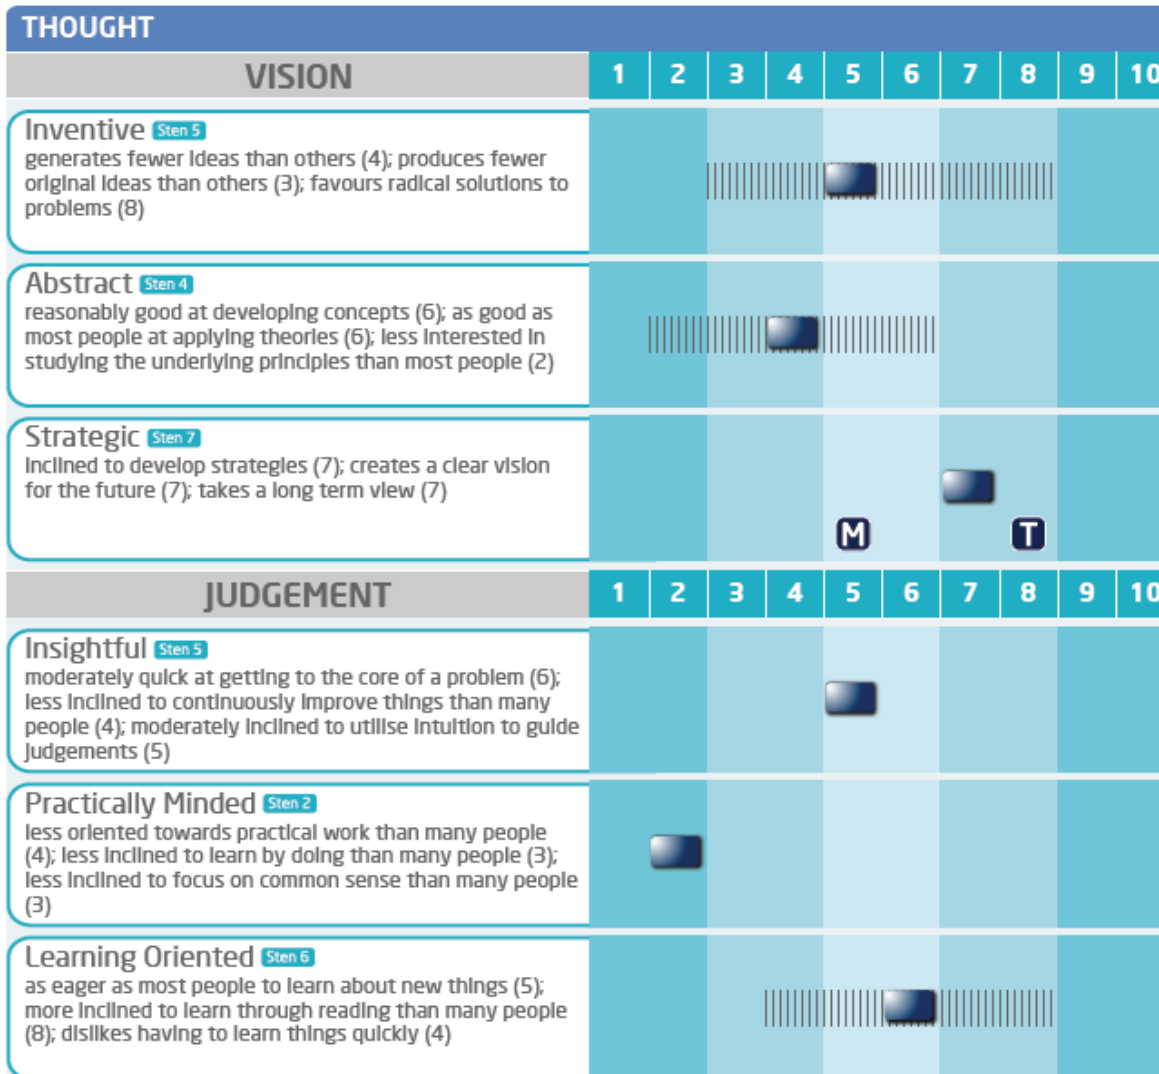 THOUGHT
VISION 1 2 3 4 5 6 7 8 9 10
Inventive Sten 5
generates fewer ideas than others (4); produces fewer
original ideas than others (3); favours radical solutions to
problems (8)
Abstract Sten 4
reasonably good at developing concepts (6); as good as
most people at applying theories (6); less interested in
studying the underlying principles than most people (2)
Strategic Sten 7
inclined to develop strategies (7); creates a clear vision
for the future (7); takes a long term view (7)
M T
JUDGEMENT 1 2 3 4 5 6 7 8 9 10
Insightful Sten 5
moderately quick at getting to the core of a problem (6);
less inclined to continuously improve things than many
people (4); moderately inclined to utilise intuition to guide
judgements (5)
Practically Minded Sten 2
less oriented towards practical work than many people
(4); less inclined to learn by doing than many people (3);
less inclined to focus on common sense than many people
(3)
Learning Oriented Sten 6
as eager as most people to learn about new things (5);
more inclined to learn through reading than many people
(8); dislikes having to learn things quickly (4)